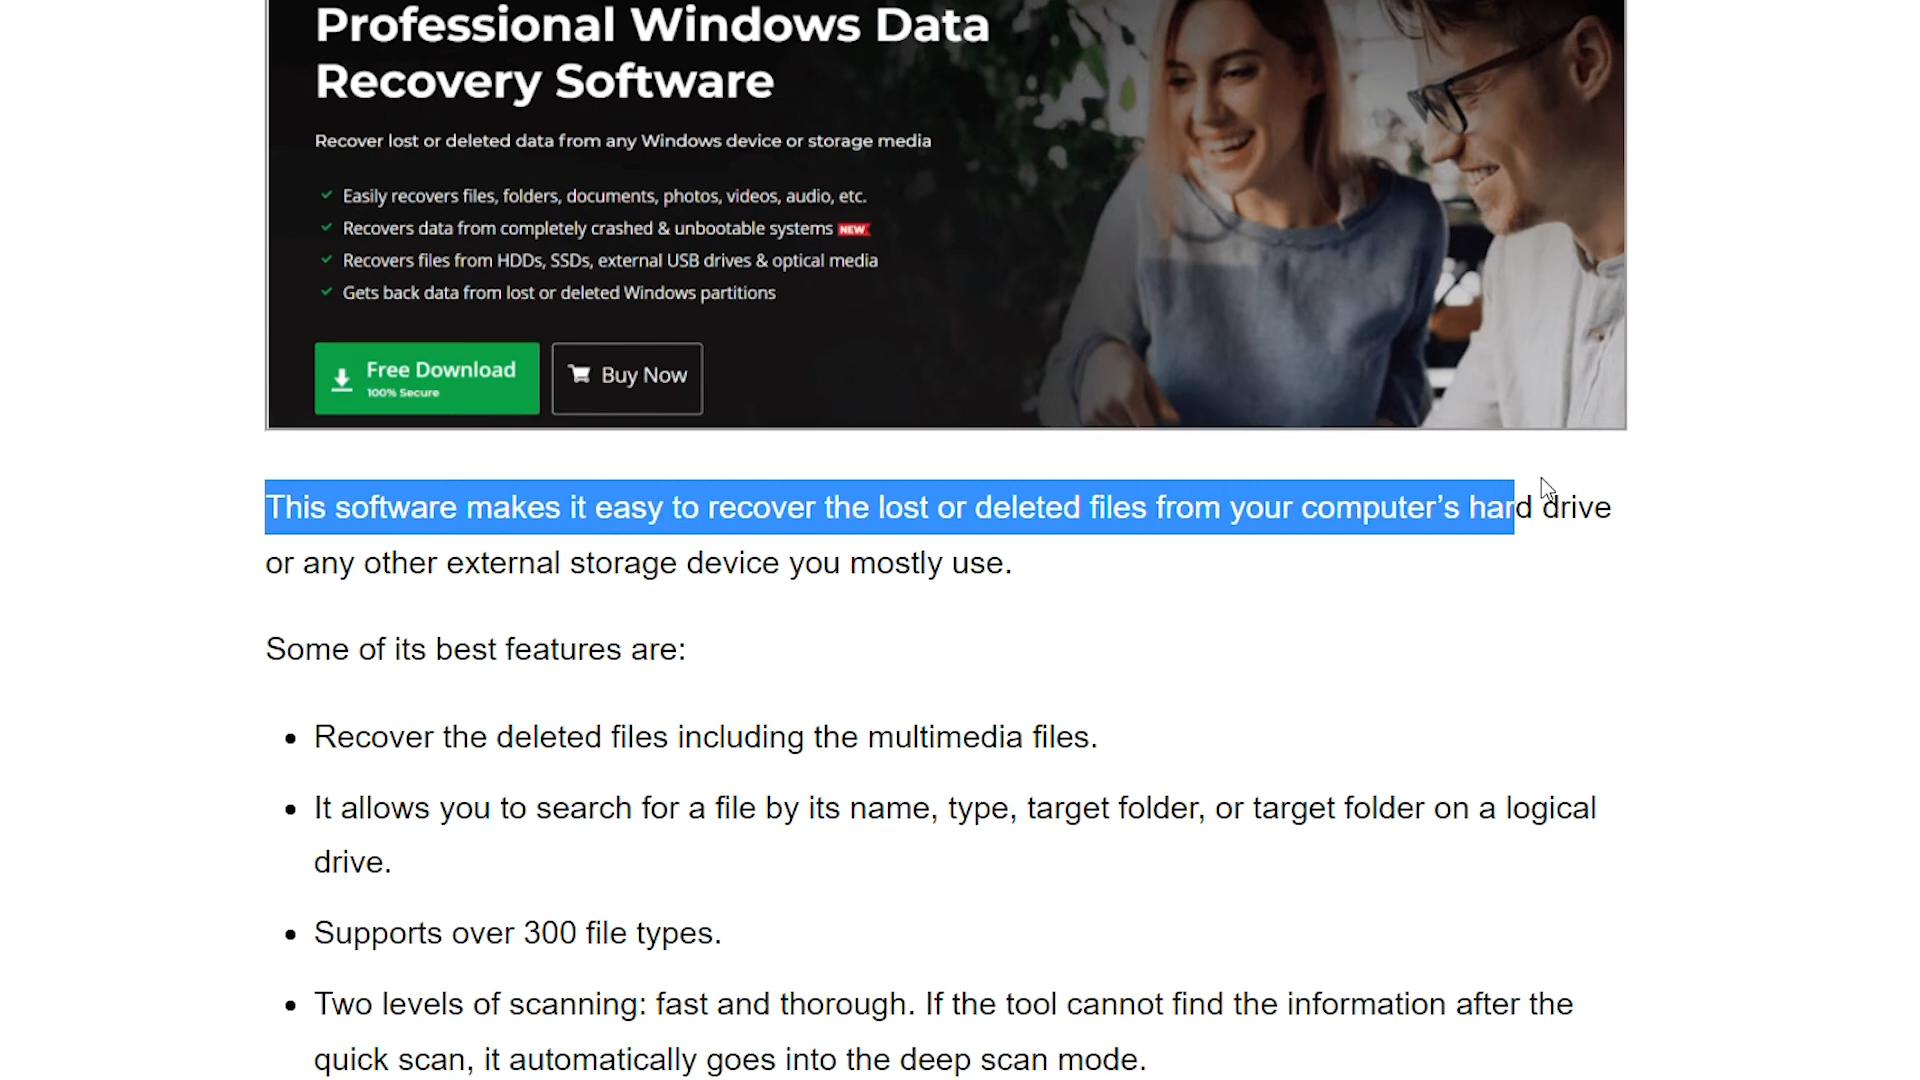 Professional Windows Data
Recovery Software
Recover lost or deleted data from any Windows device or storage media
Easily recovers files, folders, documents, photos, videos, audio, etc.
Recovers data from completely crashed & unbootable systems NEW
Recovers files from HDDs, SSDs, external USB drives & optical media
Gets back data from lost or deleted Windows partitions
Free Download
100% Secure
Buy Now
This software makes it easy to recover the lost or deleted files from your computer’s hard drive
or any other external storage device you mostly use.
Some of its best features are:
• Recover the deleted files including the multimedia files.
• It allows you to search for a file by its name, type, target folder, or target folder on a logical
drive.
• Supports over 300 file types.
• Two levels of scanning: fast and thorough. If the tool cannot find the information after the
quick scan, it automatically goes into the deep scan mode.